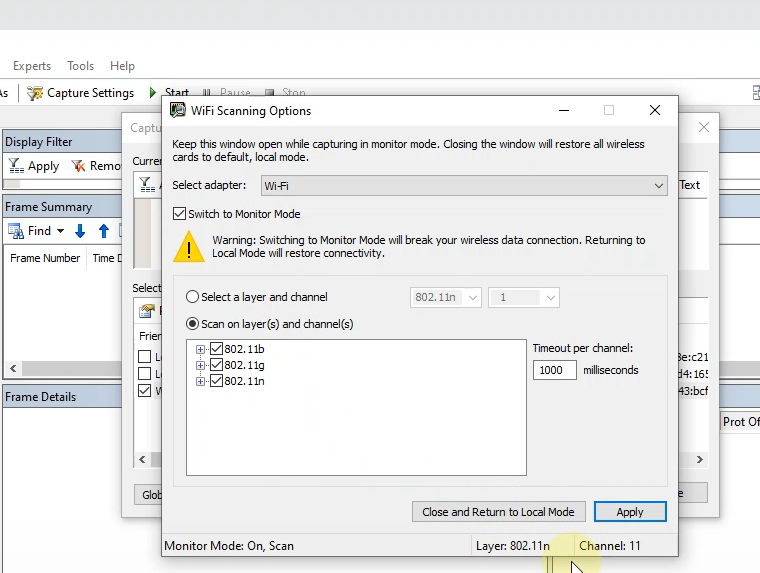 Experts Tools Help
As Capture Settings Start Pause Stop
WiFi Scanning Options
Captu
Display Filter
Apply Remo
Frame Summary
Find
Frame Number Time D
Frame Details
Curre
Text
Keep this window open while capturing in monitor mode. Closing the window will restore all wireless
cards to default, local mode.
Select adapter: Wi-Fi
Switch to Monitor Mode
Warning: Switching to Monitor Mode will break your wireless data connection. Returning to
Local Mode will restore connectivity.
Select
Select a layer and channel 802.11n 1
Scan on layer(s) and channel(s)
Frien
802.11b
802.11g
802.11n
Timeout per channel:
1000 milliseconds
Be:c21
d4:165
43:bcf
Prot Of
Glob
Close and Return to Local Mode Apply
Monitor Mode: On, Scan Layer: 802.11n Channel: 11